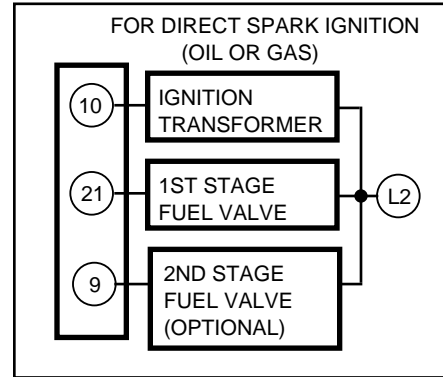 FOR DIRECT SPARK IGNITION
(OIL OR GAS)
10
IGNITION
TRANSFORMER
21
1ST STAGE
FUEL VALVE
L2
9
2ND STAGE
FUEL VALVE
(OPTIONAL)